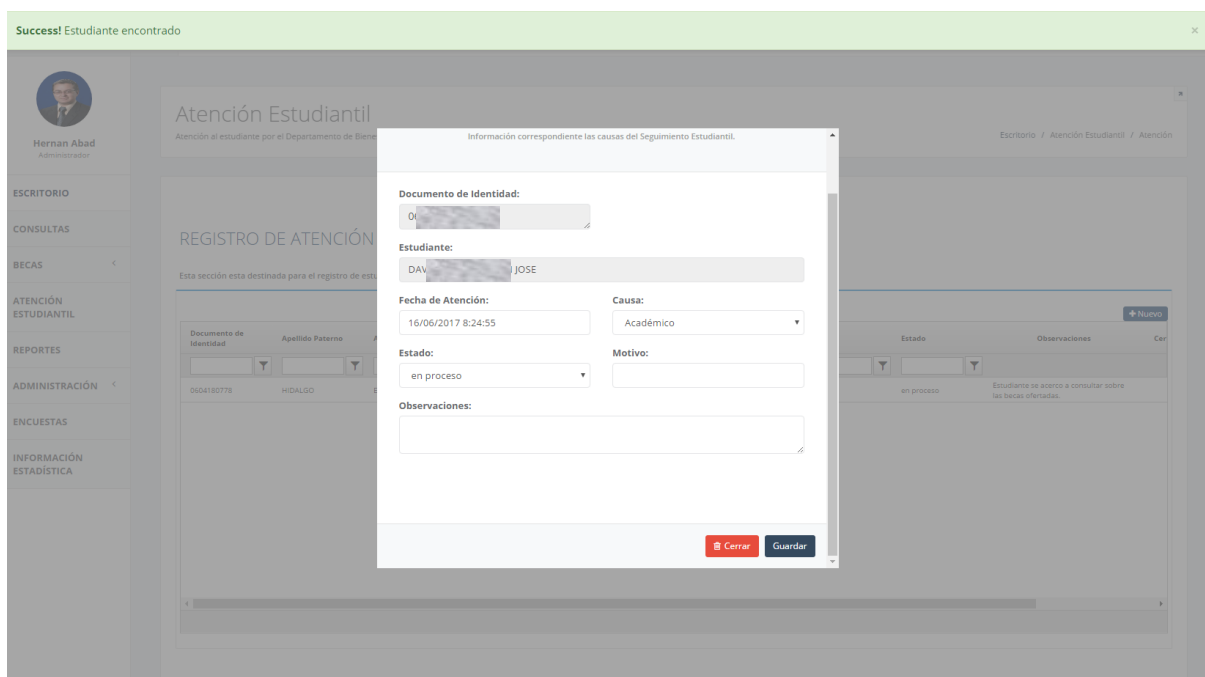 Success! Estudiante encontrado
×
Hernan Abad
Administrador
ESCRITORIO
CONSULTAS
BECAS
ATENCIÓN
ESTUDIANTIL
REPORTES
ADMINISTRACIÓN
ENCUESTAS
INFORMACIÓN
ESTADÍSTICA
Atención Estudiantil
Atención al estudiante por el Departamento de Biene
Escritorio / Atención Estudiantil / Atención
REGISTRO DE ATENCIÓN
Esta sección esta destinada para el registro de estu
Nuevo
Documento de
Identidad
Apellido Paterno
A
Estado
Observaciones
Cer
0604180778
HIDALGO
E
en proceso
Estudiante se acerco a consultar sobre
las becas ofertadas.
Información correspondiente las causas del Seguimiento Estudiantil.
Documento de Identidad:
Estudiante:
DAV JOSE
Fecha de Atención: Causa:
16/06/2017 8:24:55 Académico
Estado: Motivo:
en proceso
Observaciones:
Cerrar Guardar